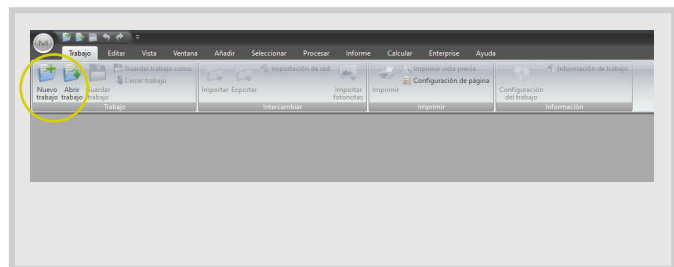 Trabajo Editar Vista Ventana Añadir Seleccionar Procesar Informe Calcular Enterprise Ayuda
Nuevo trabajo
Abrir trabajo
Guardar trabajo
Guardar trabajo como
Cerrar trabajo
Trabajo
Importar Exportar
Importación de red
Importar fotonotas
Intercambiar
Imprimir
Imprimir vista previa
Configuración de página
Imprimir
Configuración del trabajo
Información de trabajo
Información